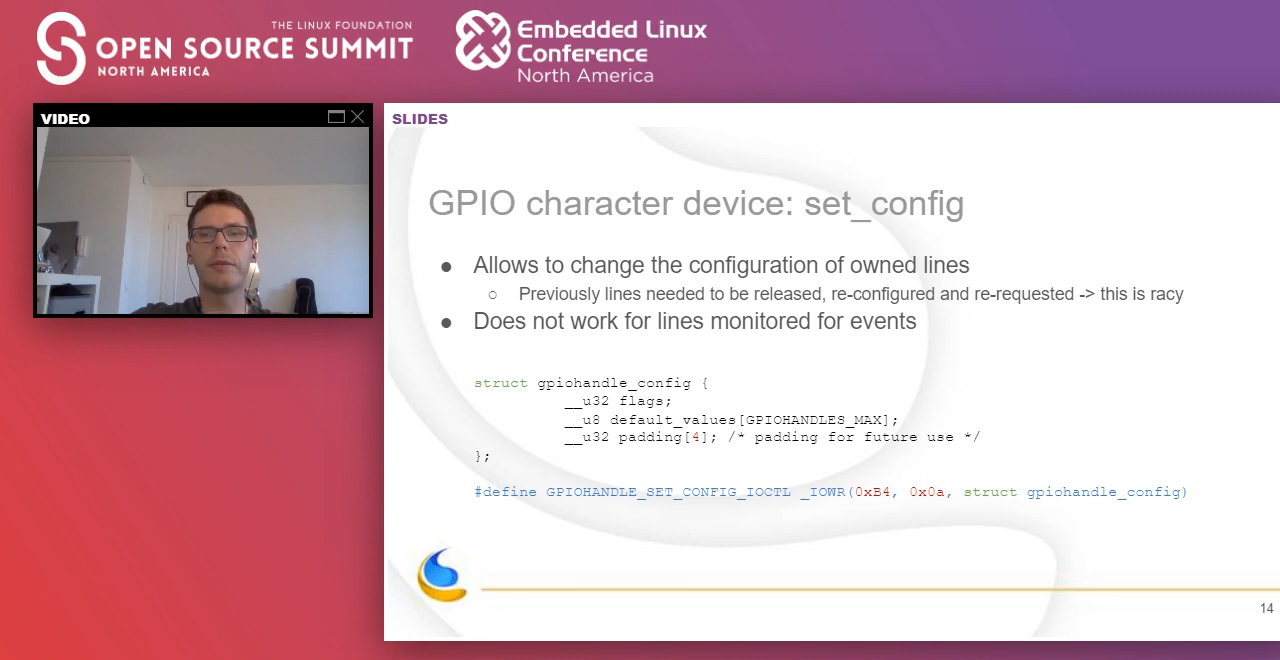 THE LINUX FOUNDATION
OPEN SOURCE SUMMIT
NORTH AMERICA
Embedded Linux
Conference
North America
VIDEO
SLIDES
GPIO character device: set_config
● Allows to change the configuration of owned lines
○ Previously lines needed to be released, re-configured and re-requested -> this is racy
● Does not work for lines monitored for events
struct gpiohandle_config {
__u32 flags;
__u8 default_values[GPIOHANDLES_MAX];
__u32 padding[4]; /* padding for future use */
};
#define GPIOHANDLE_SET_CONFIG_IOCTL _IOWR(0xB4, 0x0a, struct gpiohandle_config)
14